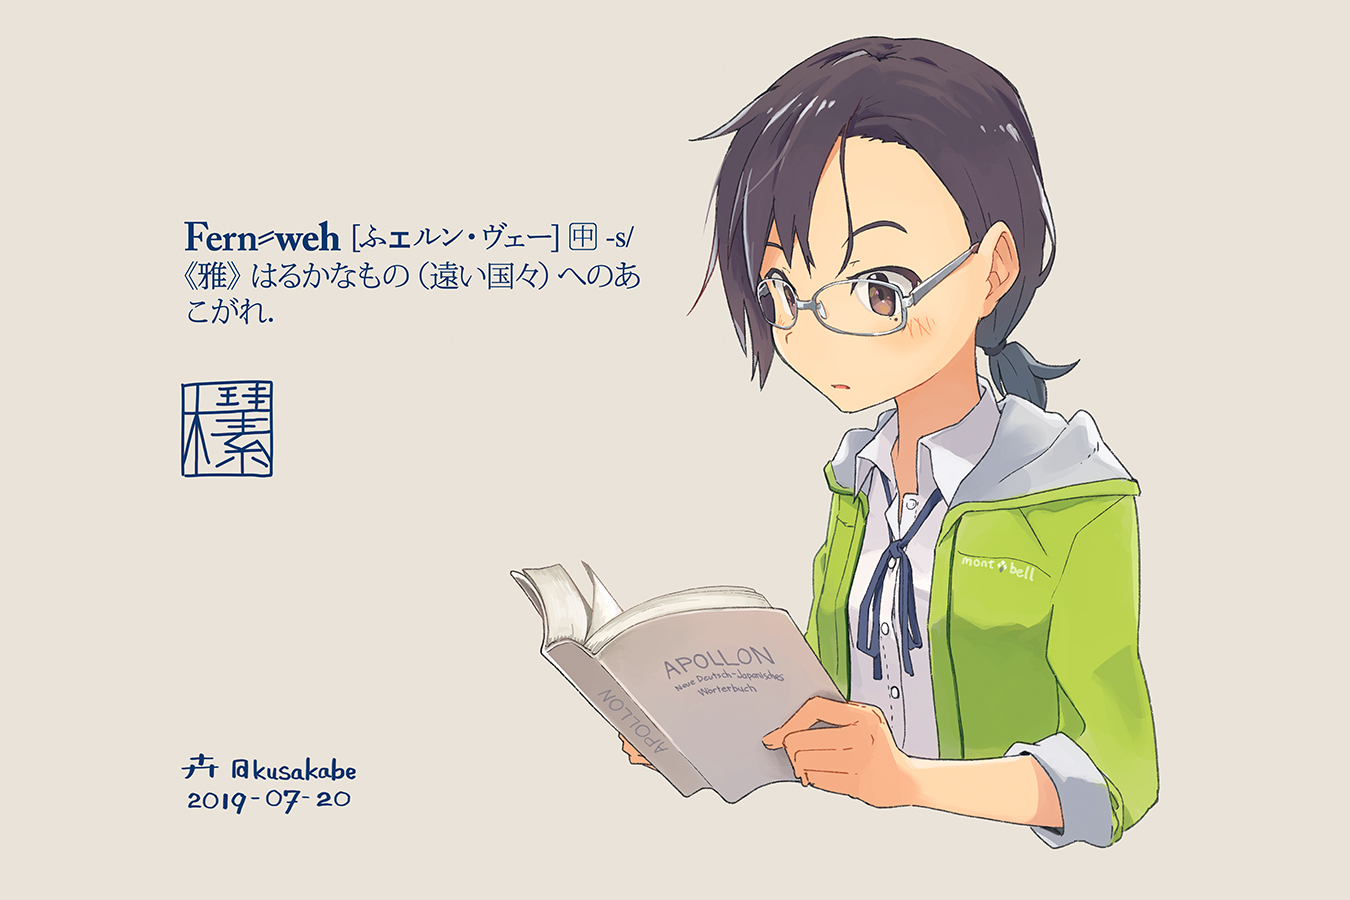 Fern⸗weh [ふェルン・ヴェー] 中 -s/
《雅》はるかなもの（遠い国々）へのあ
こがれ.
卉 @kusakabe
2019-07-20
mont bell
APOLLON
Neue Deutsch-Japanisches
Wörterbuch
APOLLON